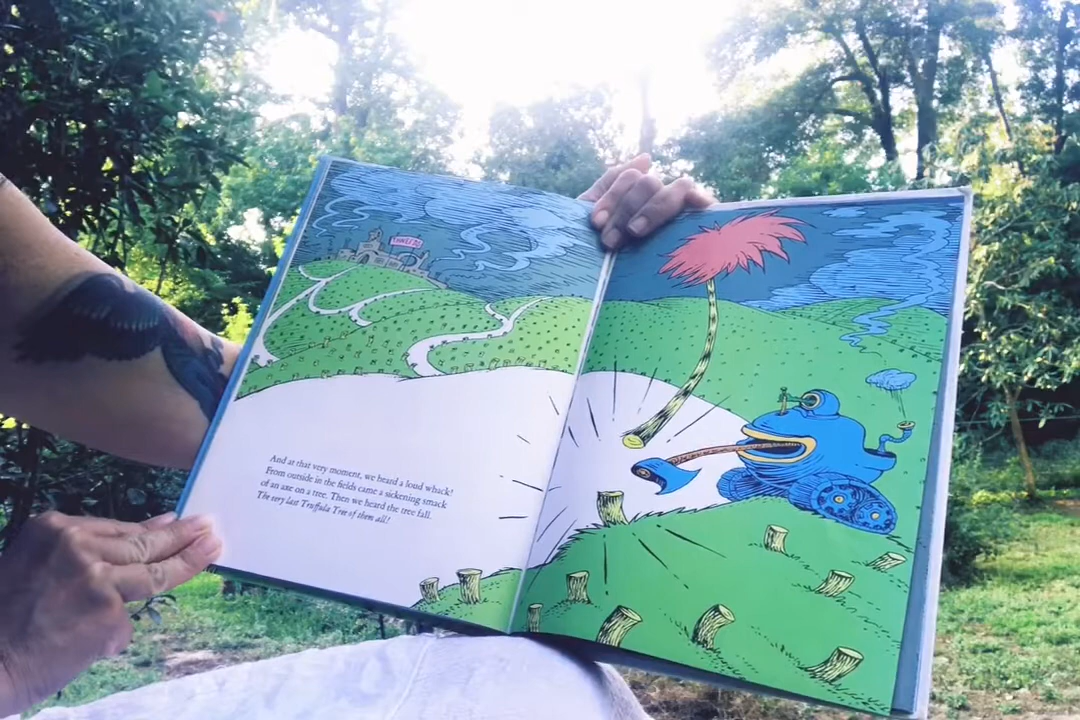 THNEEDS
And at that very moment, we heard a loud whack!
From outside in the fields came a sickening smack
of an axe on a tree. Then we heard the tree fall.
The very last Truffula Tree of them all!